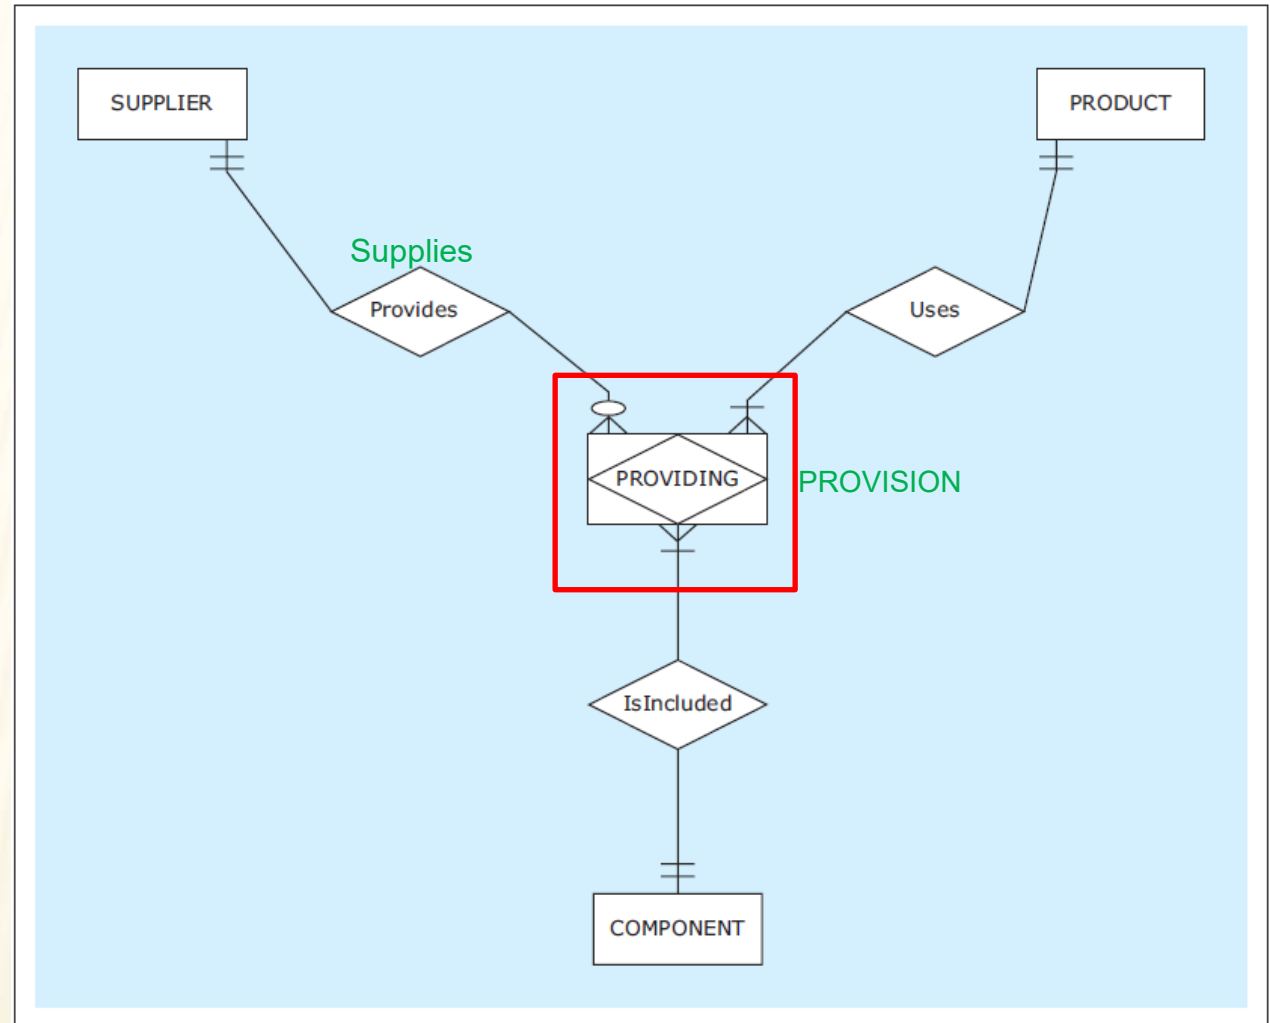 SUPPLIER
PRODUCT
Supplies
Provides
Uses
PROVIDING
PROVISION
IsIncluded
COMPONENT